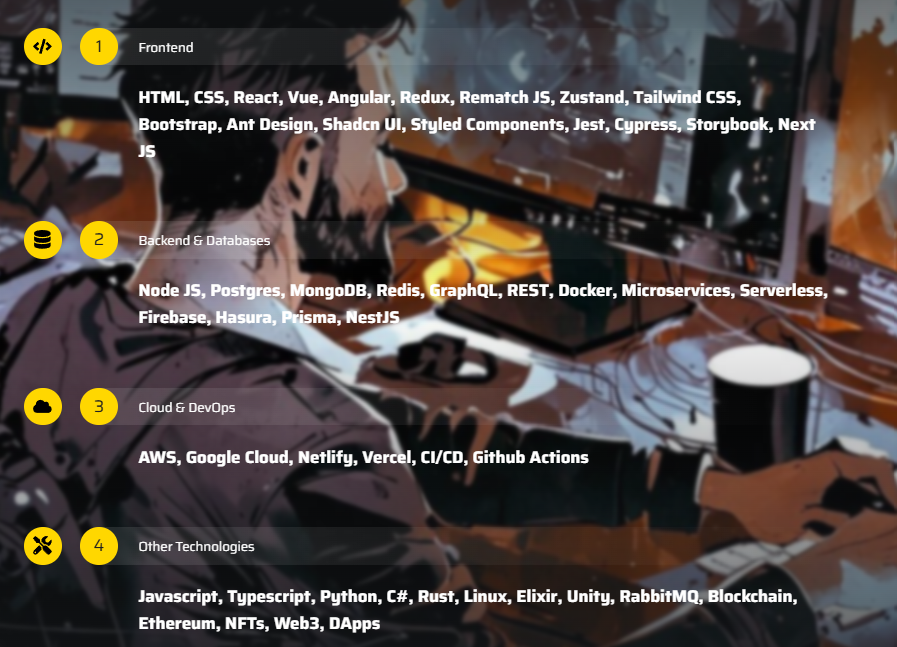 1 Frontend
HTML, CSS, React, Vue, Angular, Redux, Rematch JS, Zustand, Tailwind CSS,
Bootstrap, Ant Design, Shadcn UI, Styled Components, Jest, Cypress, Storybook, Next
JS
2 Backend & Databases
Node JS, Postgres, MongoDB, Redis, GraphQL, REST, Docker, Microservices, Serverless,
Firebase, Hasura, Prisma, NestJS
3 Cloud & DevOps
AWS, Google Cloud, Netlify, Vercel, CI/CD, Github Actions
4 Other Technologies
Javascript, Typescript, Python, C#, Rust, Linux, Elixir, Unity, RabbitMQ, Blockchain,
Ethereum, NFTs, Web3, DApps